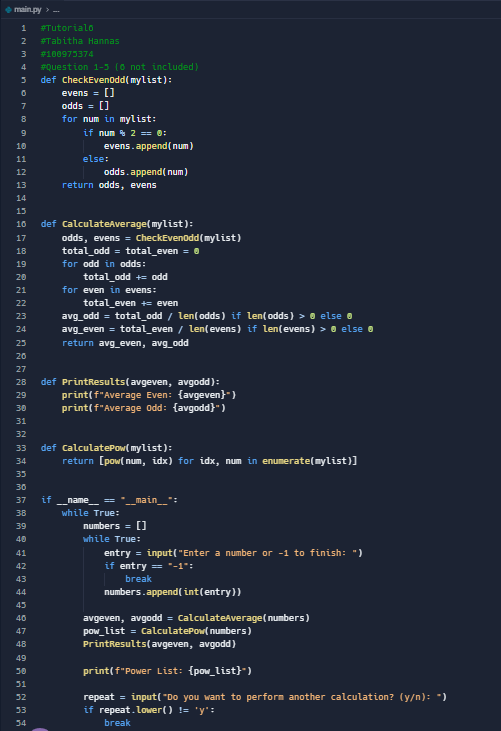 main.py > ...
1 #Tutorial6
2 #Tabitha Hannas
3 #100975374
4 #Question 1-5 (6 not included)
5 def CheckEvenOdd(mylist):
6     evens = []
7     odds = []
8     for num in mylist:
9         if num % 2 == 0:
10             evens.append(num)
11         else:
12             odds.append(num)
13     return odds, evens
14
15
16 def CalculateAverage(mylist):
17     odds, evens = CheckEvenOdd(mylist)
18     total_odd = total_even = 0
19     for odd in odds:
20         total_odd += odd
21     for even in evens:
22         total_even += even
23     avg_odd = total_odd / len(odds) if len(odds) > 0 else 0
24     avg_even = total_even / len(evens) if len(evens) > 0 else 0
25     return avg_even, avg_odd
26
27
28 def PrintResults(avgeven, avgodd):
29     print(f"Average Even: {avgeven}")
30     print(f"Average Odd: {avgodd}")
31
32
33 def CalculatePow(mylist):
34     return [pow(num, idx) for idx, num in enumerate(mylist)]
35
36
37 if __name__ == "__main__":
38     while True:
39         numbers = []
40         while True:
41             entry = input("Enter a number or -1 to finish: ")
42             if entry == "-1":
43                 break
44             numbers.append(int(entry))
45
46         avgeven, avgodd = CalculateAverage(numbers)
47         pow_list = CalculatePow(numbers)
48         PrintResults(avgeven, avgodd)
49
50         print(f"Power List: {pow_list}")
51
52         repeat = input("Do you want to perform another calculation? (y/n): ")
53         if repeat.lower() != 'y':
54             break